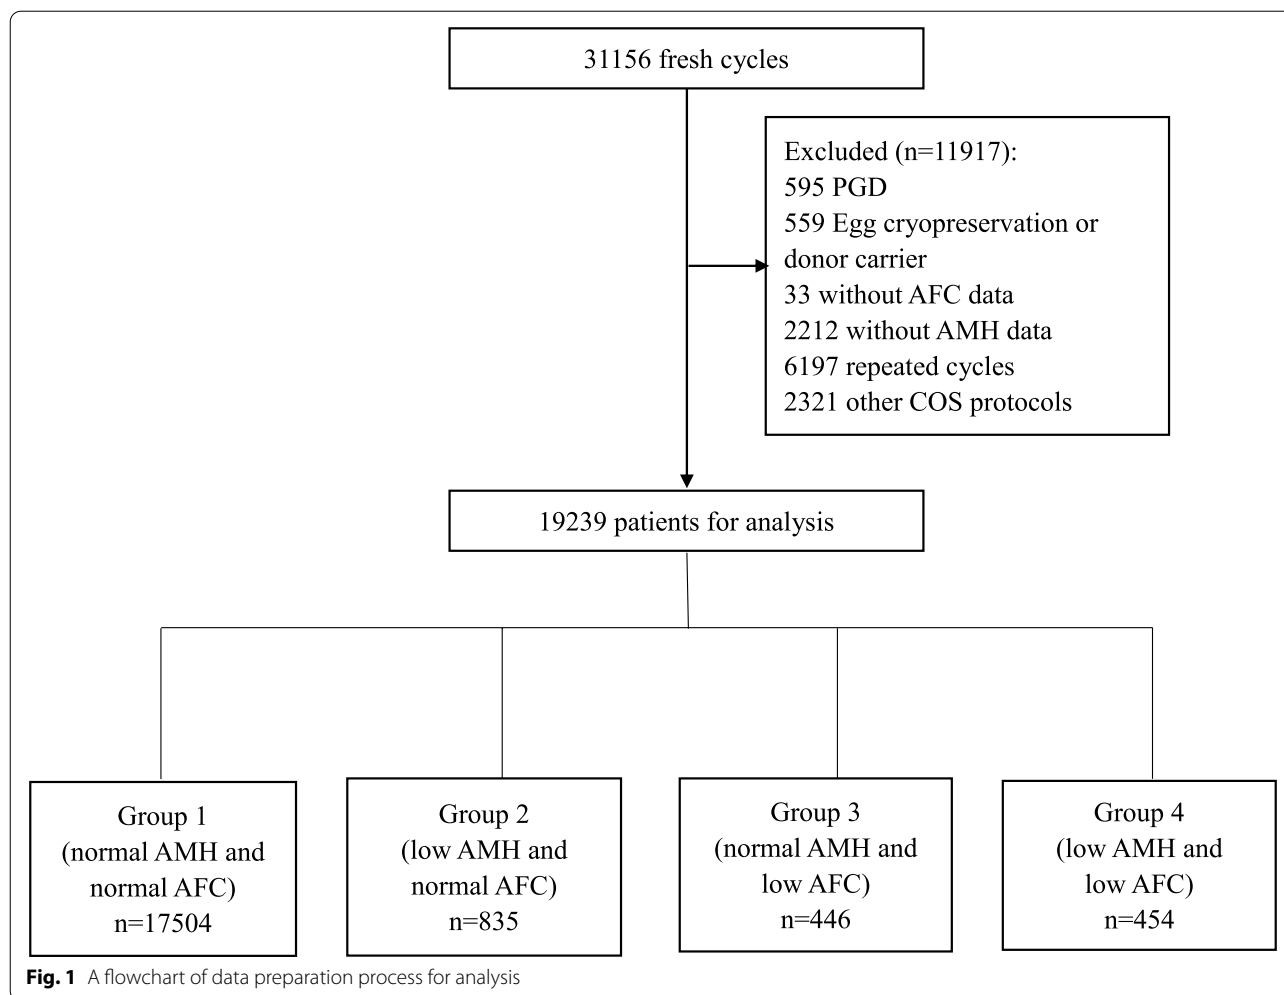 31156 fresh cycles
Excluded (n=11917):
595 PGD
559 Egg cryopreservation or
donor carrier
33 without AFC data
2212 without AMH data
6197 repeated cycles
2321 other COS protocols
19239 patients for analysis
Group 1
(normal AMH and
normal AFC)
n=17504
Group 2
(low AMH and
normal AFC)
n=835
Group 3
(normal AMH and
low AFC)
n=446
Group 4
(low AMH and
low AFC)
n=454
Fig. 1 A flowchart of data preparation process for analysis